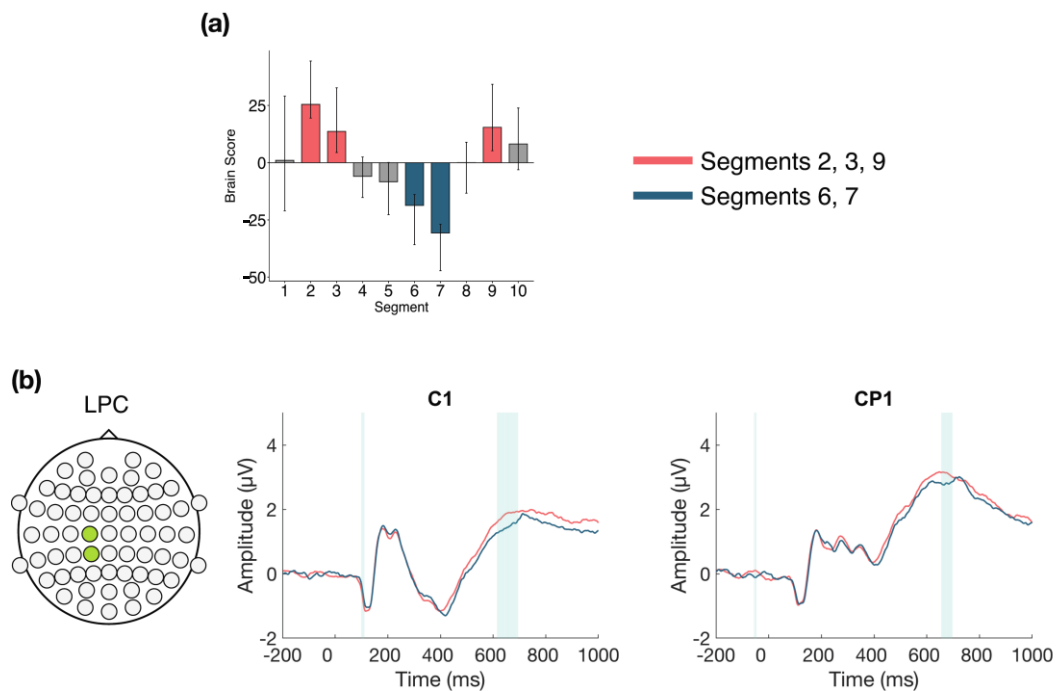 (a)
25
0
−25
−50
Brain Score
1 2 3 4 5 6 7 8 9 10
Segment
Segments 2, 3, 9
Segments 6, 7
(b)
LPC
C1
4
2
0
-2
Amplitude (µV)
-200 0 200 400 600 800 1000
Time (ms)
CP1
4
2
0
-2
Amplitude (µV)
-200 0 200 400 600 800 1000
Time (ms)